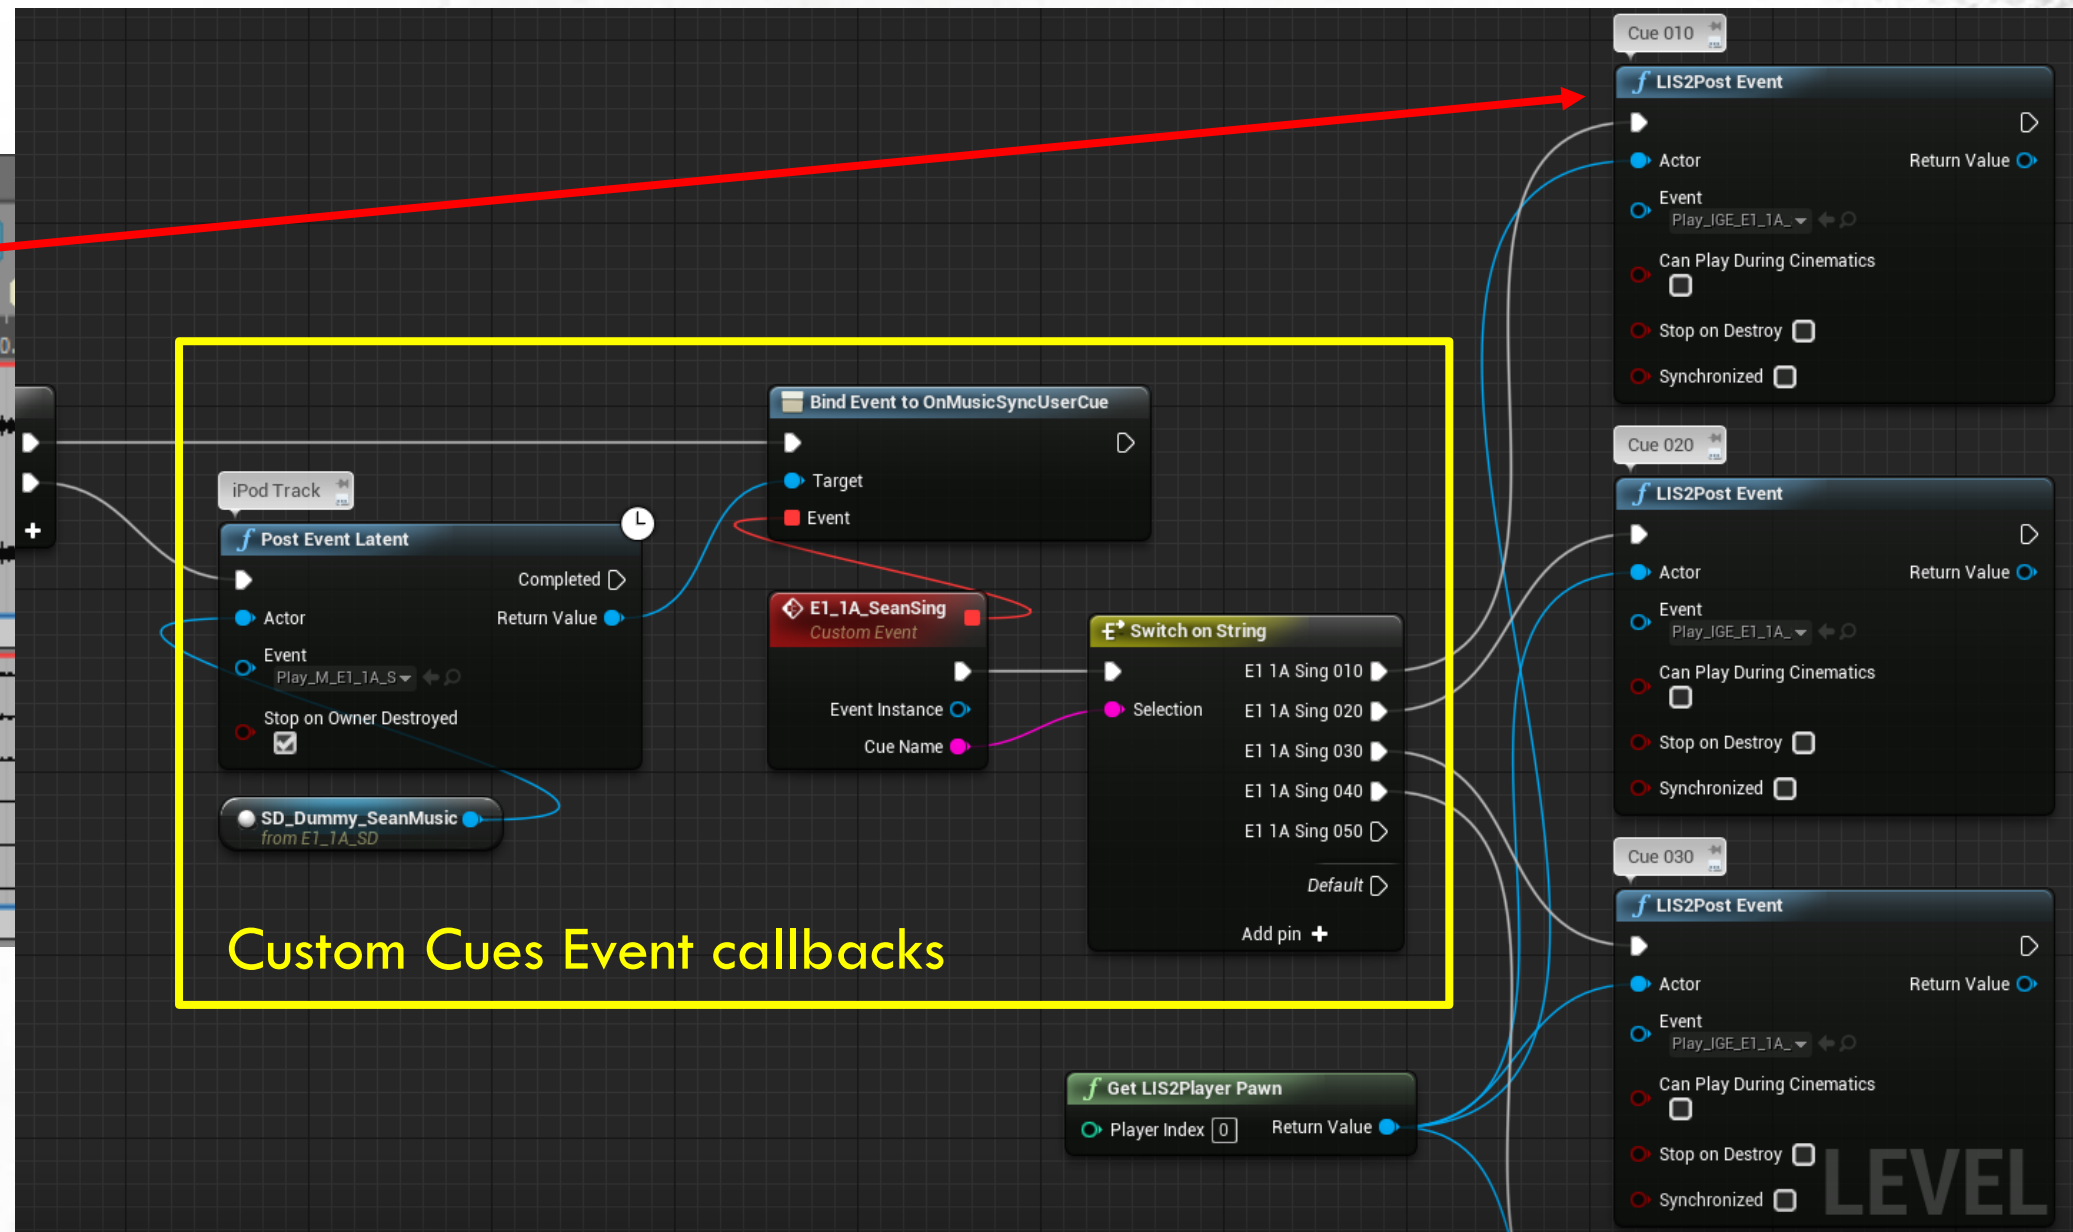 Cue 010
LIS2Post Event
Actor
Return Value
Event
Play_IGE_E1_1A_
Can Play During Cinematics
Stop on Destroy
Synchronized
Bind Event to OnMusicSyncUserCue
Target
Event
iPod Track
Post Event Latent
Completed
Actor
Return Value
Event
Play_M_E1_1A_S
Stop on Owner Destroyed
SD_Dummy_SeanMusic
from E1_1A_SD
E1_1A_SeanSing
Custom Event
Event Instance
Cue Name
Switch on String
Selection
E1 1A Sing 010
E1 1A Sing 020
E1 1A Sing 030
E1 1A Sing 040
E1 1A Sing 050
Default
Add pin
Custom Cues Event callbacks
Cue 020
LIS2Post Event
Actor
Return Value
Event
Play_IGE_E1_1A_
Can Play During Cinematics
Stop on Destroy
Synchronized
Cue 030
LIS2Post Event
Actor
Return Value
Event
Play_IGE_E1_1A_
Can Play During Cinematics
Stop on Destroy
Synchronized
Get LIS2Player Pawn
Player Index 0
Return Value
LEVEL